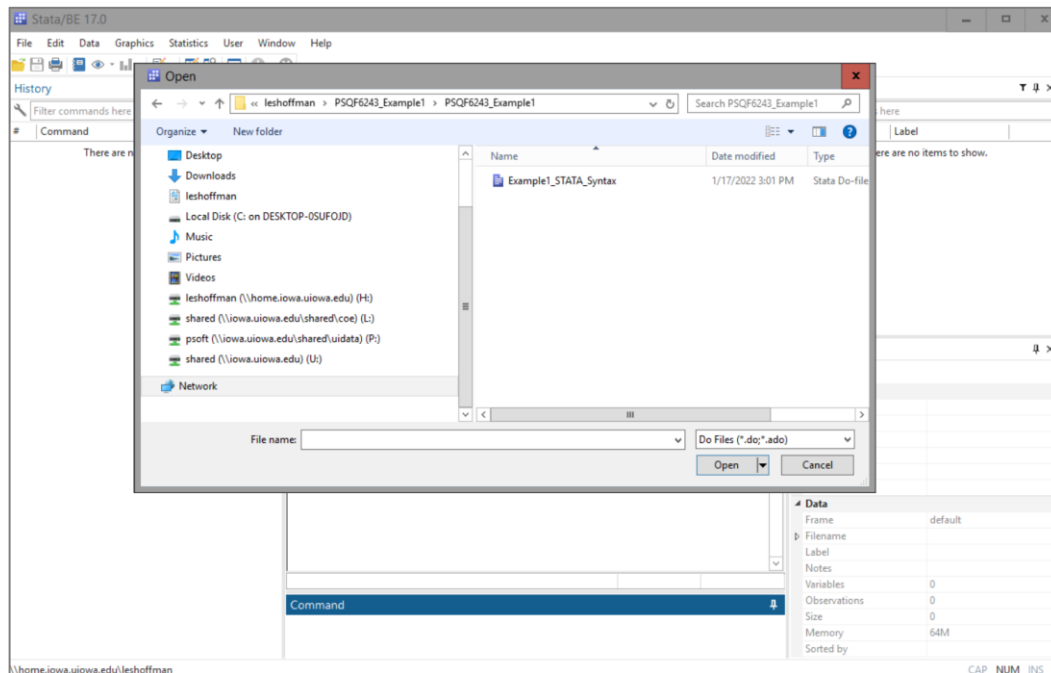 Stata/BE 17.0
File Edit Data Graphics Statistics User Window Help
Open
History
« leshoffman › PSQF6243_Example1 › PSQF6243_Example1
Search PSQF6243_Example1
Filter commands here
s here
Organize New folder
# Command
Label
There are n
ere are no items to show.
Desktop
Downloads
leshoffman
Local Disk (C: on DESKTOP-0SUFOJD)
Music
Pictures
Videos
leshoffman (\\home.iowa.uiowa.edu) (H:)
shared (\\iowa.uiowa.edu\shared\coe) (L:)
psoft (\\iowa.uiowa.edu\shared\uidata) (P:)
shared (\\iowa.uiowa.edu) (U:)
Network
Name Date modified Type
Example1_STATA_Syntax 1/17/2022 3:01 PM Stata Do-file
File name:
Do Files (*.do;*.ado)
Open Cancel
Data
Frame default
Filename
Label
Notes
Variables 0
Observations 0
Size 0
Memory 64M
Sorted by
Command
\\home.iowa.uiowa.edu\leshoffman
CAP NUM INS